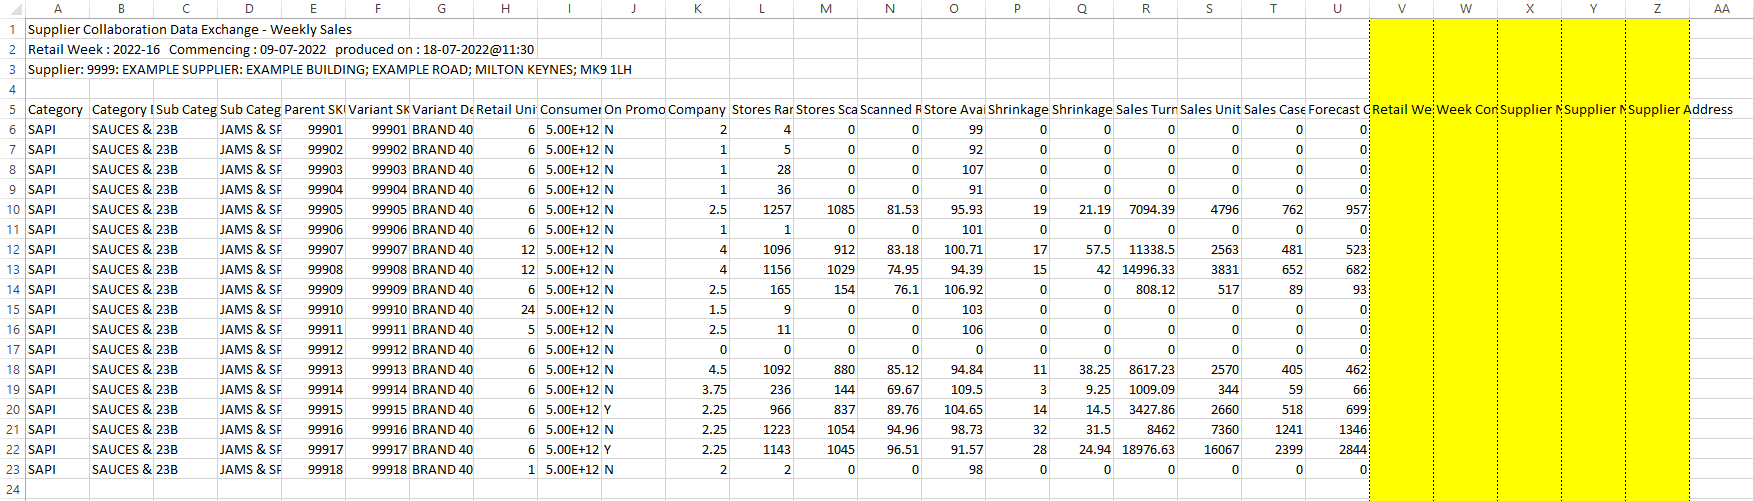 A B C D E F G H I J K L M N O P Q R S T U V W X Y Z AA
1 Supplier Collaboration Data Exchange - Weekly Sales
2 Retail Week : 2022-16 Commencing : 09-07-2022 produced on : 18-07-2022@11:30
3 Supplier: 9999: EXAMPLE SUPPLIER: EXAMPLE BUILDING; EXAMPLE ROAD; MILTON KEYNES; MK9 1LH
4
5 Category Category Sub Categ Sub Categ Parent SK Variant SK Variant De Retail Uni Consumer On Promo Company Stores Ran Stores Sca Scanned R Store Avai Shrinkage Shrinkage Sales Turn Sales Unit Sales Case Forecast Retail We Week Con Supplier N Supplier N Supplier Address
6 SAPI SAUCES & 23B JAMS & SP 99901 99901 BRAND 40 6 5.00E+12 N 2 4 0 0 99 0 0 0 0 0 0
7 SAPI SAUCES & 23B JAMS & SP 99902 99902 BRAND 40 6 5.00E+12 N 1 5 0 0 92 0 0 0 0 0 0
8 SAPI SAUCES & 23B JAMS & SP 99903 99903 BRAND 40 6 5.00E+12 N 1 28 0 0 107 0 0 0 0 0 0
9 SAPI SAUCES & 23B JAMS & SP 99904 99904 BRAND 40 6 5.00E+12 N 1 36 0 0 91 0 0 0 0 0 0
10 SAPI SAUCES & 23B JAMS & SP 99905 99905 BRAND 40 6 5.00E+12 N 2.5 1257 1085 81.53 95.93 19 21.19 7094.39 4796 762 957
11 SAPI SAUCES & 23B JAMS & SP 99906 99906 BRAND 40 6 5.00E+12 N 1 1 0 0 101 0 0 0 0 0 0
12 SAPI SAUCES & 23B JAMS & SP 99907 99907 BRAND 40 12 5.00E+12 N 4 1096 912 83.18 100.71 17 57.5 11338.5 2563 481 523
13 SAPI SAUCES & 23B JAMS & SP 99908 99908 BRAND 40 12 5.00E+12 N 4 1156 1029 74.95 94.39 15 42 14996.33 3831 652 682
14 SAPI SAUCES & 23B JAMS & SP 99909 99909 BRAND 40 6 5.00E+12 N 2.5 165 154 76.1 106.92 0 0 808.12 517 89 93
15 SAPI SAUCES & 23B JAMS & SP 99910 99910 BRAND 40 24 5.00E+12 N 1.5 9 0 0 103 0 0 0 0 0 0
16 SAPI SAUCES & 23B JAMS & SP 99911 99911 BRAND 40 5 5.00E+12 N 2.5 11 0 0 106 0 0 0 0 0 0
17 SAPI SAUCES & 23B JAMS & SP 99912 99912 BRAND 40 6 5.00E+12 N 0 0 0 0 0 0 0 0 0 0 0
18 SAPI SAUCES & 23B JAMS & SP 99913 99913 BRAND 40 6 5.00E+12 N 4.5 1092 880 85.12 94.84 11 38.25 8617.23 2570 405 462
19 SAPI SAUCES & 23B JAMS & SP 99914 99914 BRAND 40 6 5.00E+12 N 3.75 236 144 69.67 109.5 3 9.25 1009.09 344 59 66
20 SAPI SAUCES & 23B JAMS & SP 99915 99915 BRAND 40 6 5.00E+12 Y 2.25 966 837 89.76 104.65 14 14.5 3427.86 2660 518 699
21 SAPI SAUCES & 23B JAMS & SP 99916 99916 BRAND 40 6 5.00E+12 N 2.25 1223 1054 94.96 98.73 32 31.5 8462 7360 1241 1346
22 SAPI SAUCES & 23B JAMS & SP 99917 99917 BRAND 40 6 5.00E+12 Y 2.25 1143 1045 96.51 91.57 28 24.94 18976.63 16067 2399 2844
23 SAPI SAUCES & 23B JAMS & SP 99918 99918 BRAND 40 1 5.00E+12 N 2 2 0 0 98 0 0 0 0 0 0
24